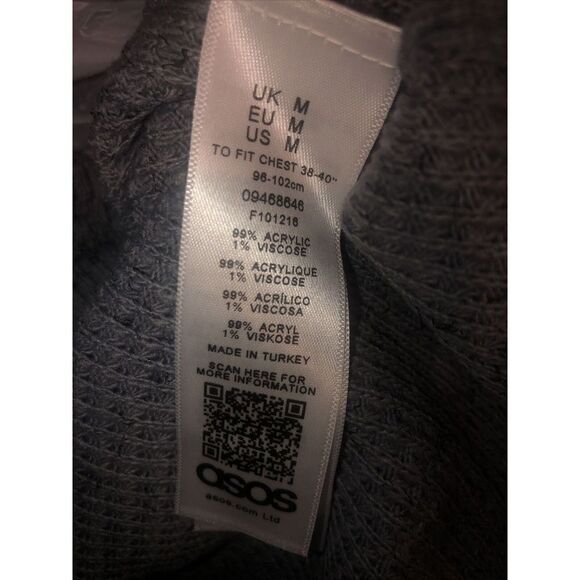 UK M
EU M
US M
TO FIT CHEST 38-40"
96-102cm
09468646
F101216
99% ACRYLIC
1% VISCOSE
99% ACRYLIQUE
1% VISCOSE
99% ACRÍLICO
1% VISCOSA
99% ACRYL
1% VISKOSE
MADE IN TURKEY
SCAN HERE FOR
MORE INFORMATION
asos
asos.com Ltd